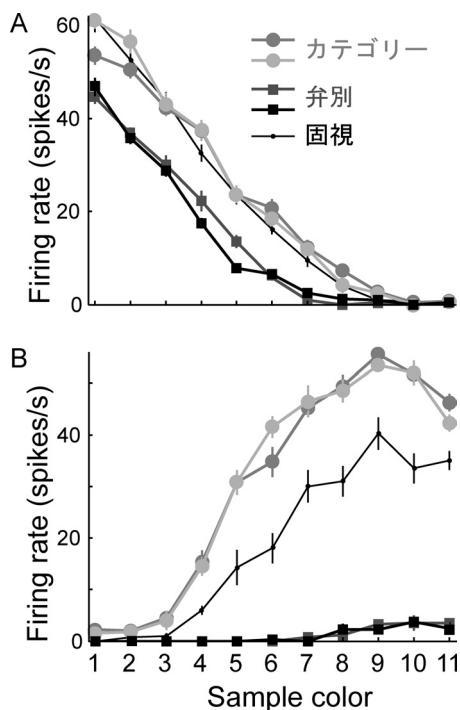 A
60
40
20
0
Firing rate (spikes/s)
カテゴリー
弁別
固視
B
40
20
0
Firing rate (spikes/s)
1 2 3 4 5 6 7 8 9 10 11
Sample color